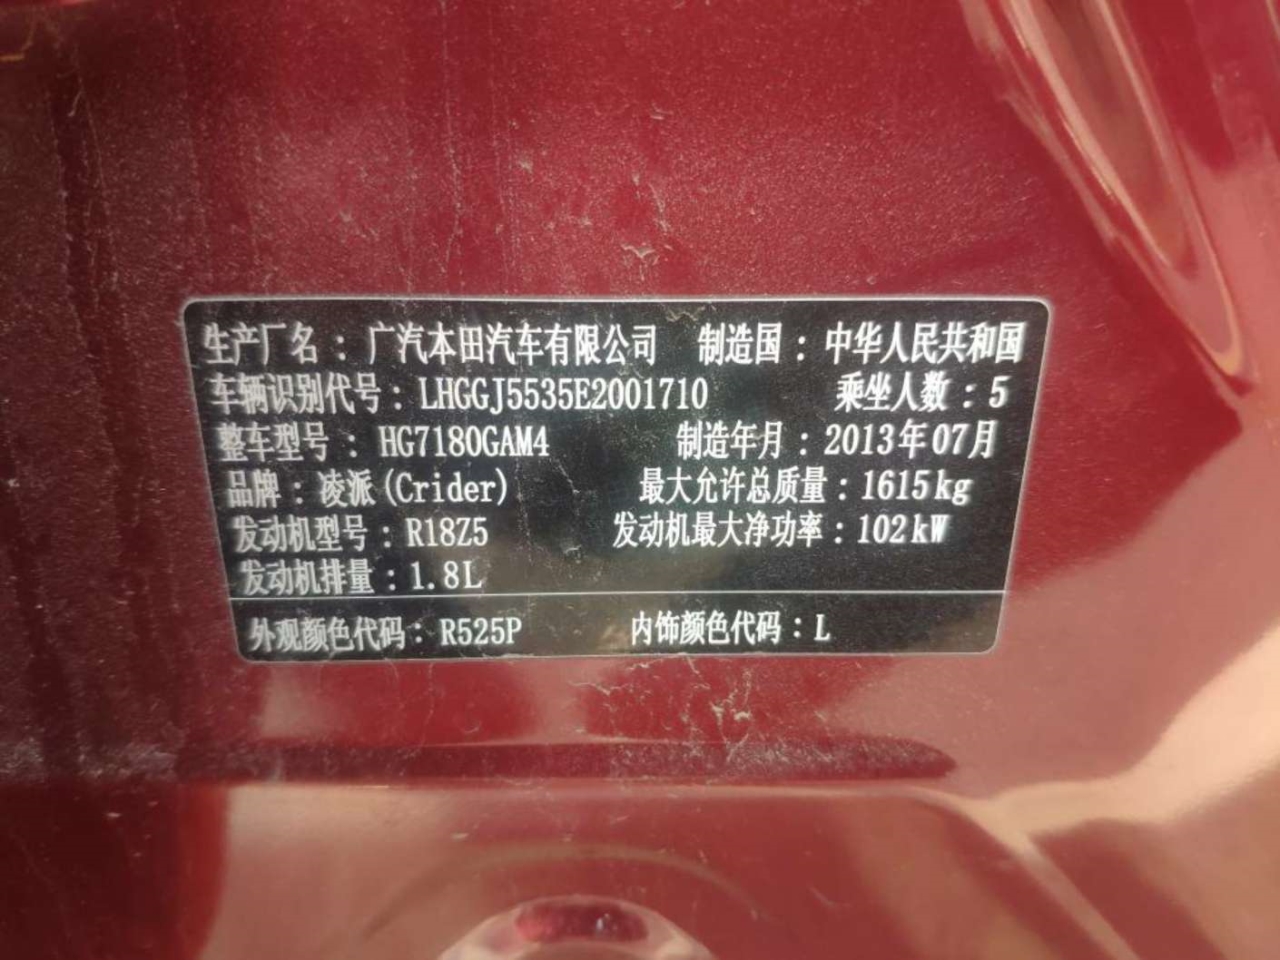 生产厂名：广汽本田汽车有限公司 制造国：中华人民共和国
车辆识别代号：LHGGJ5535E2001710 乘坐人数：5
整车型号：HG7180GAM4 制造年月：2013年07月
品牌：凌派(Crider) 最大允许总质量：1615kg
发动机型号：R18Z5 发动机最大净功率：102kW
发动机排量：1.8L
外观颜色代码：R525P 内饰颜色代码：L